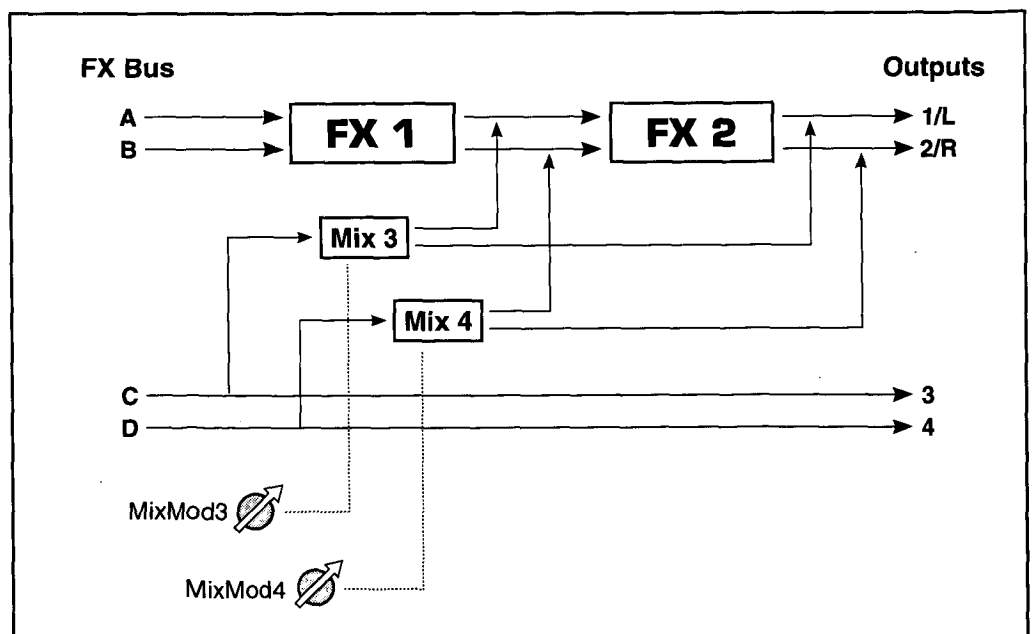 FX Bus
Outputs
A
FX 1
FX 2
1/L
B
2/R
Mix 3
Mix 4
C
3
D
4
MixMod3
MixMod4